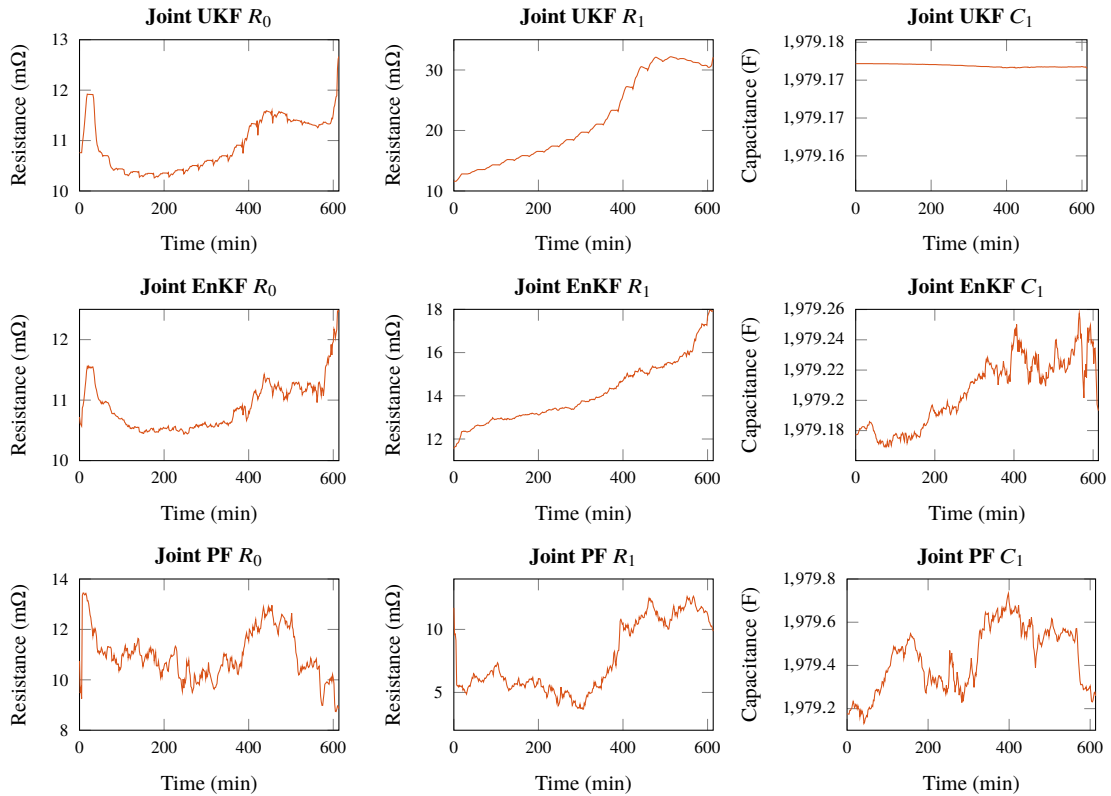 Joint UKF R₀
Joint UKF R₁
Joint UKF C₁
Resistance (mΩ)
13
12
11
10
0
200
400
600
Time (min)
Resistance (mΩ)
30
20
10
0
200
400
600
Time (min)
Capacitance (F)
1,979.18
1,979.17
1,979.17
1,979.16
0
200
400
600
Time (min)
Joint EnKF R₀
Joint EnKF R₁
Joint EnKF C₁
Resistance (mΩ)
12
11
10
0
200
400
600
Time (min)
Resistance (mΩ)
18
16
14
12
0
200
400
600
Time (min)
Capacitance (F)
1,979.26
1,979.24
1,979.22
1,979.2
1,979.18
0
200
400
600
Time (min)
Joint PF R₀
Joint PF R₁
Joint PF C₁
Resistance (mΩ)
14
12
10
8
0
200
400
600
Time (min)
Resistance (mΩ)
10
5
0
200
400
600
Time (min)
Capacitance (F)
1,979.8
1,979.6
1,979.4
1,979.2
0
200
400
600
Time (min)